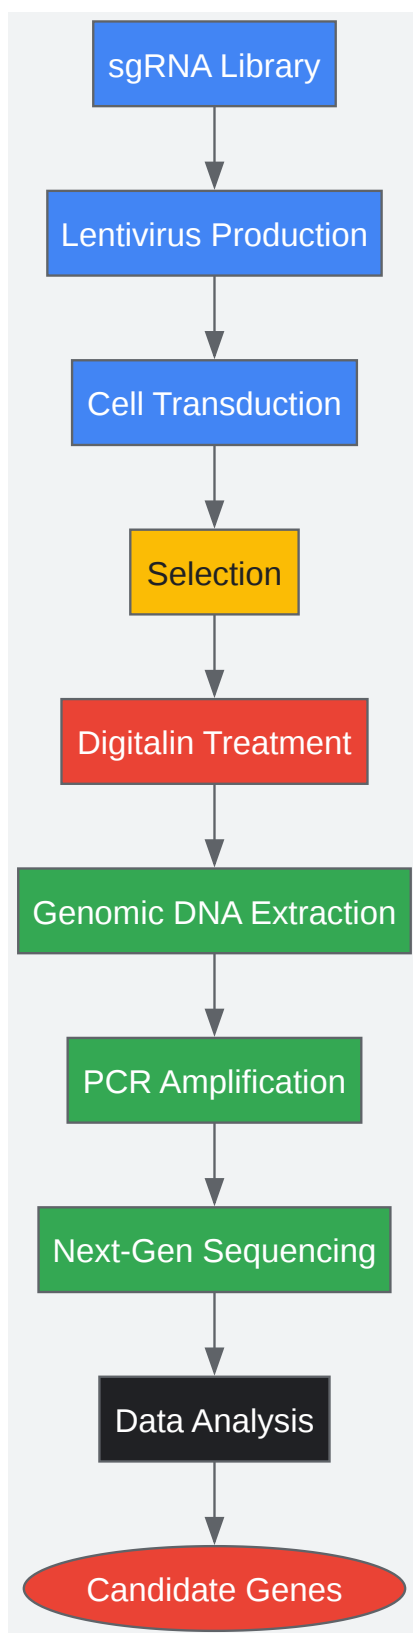 sgRNA Library
Lentivirus Production
Cell Transduction
Selection
Digitalin Treatment
Genomic DNA Extraction
PCR Amplification
Next-Gen Sequencing
Data Analysis
Candidate Genes